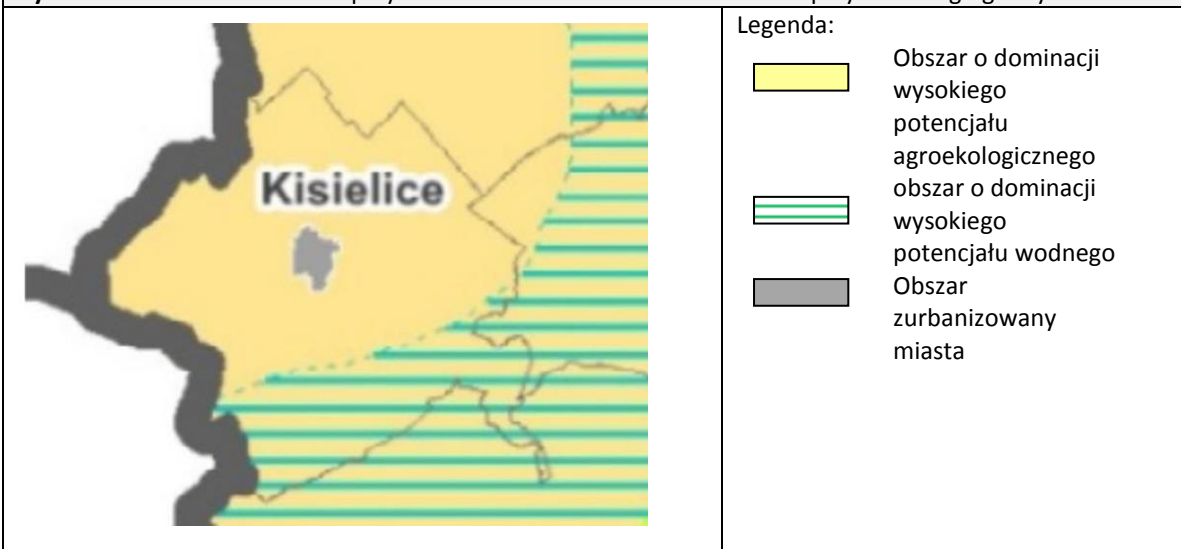 Legenda:
Kisielice
Obszar o dominacji
wysokiego
potencjału
agroekologicznego
obszar o dominacji
wysokiego
potencjału wodnego
Obszar
zurbanizowany
miasta